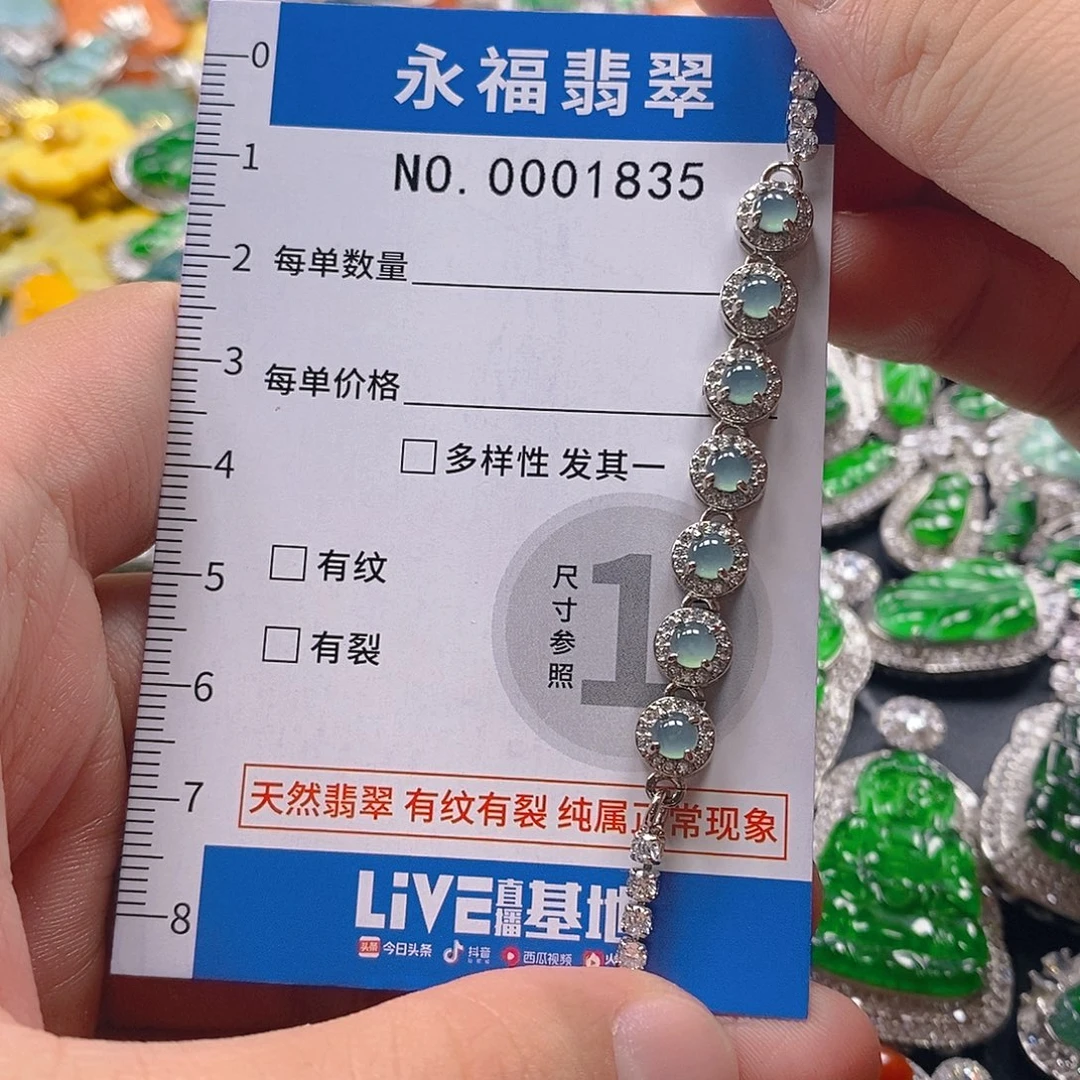 永福翡翠
NO. 0001835
每单数量
每单价格
多样性 发其一
有纹
有裂
尺寸参照
1
天然翡翠 有纹有裂 纯属正常现象
LiVE直播基地
头条 今日头条 抖音 西瓜视频 火
0
1
2
3
4
5
6
7
8